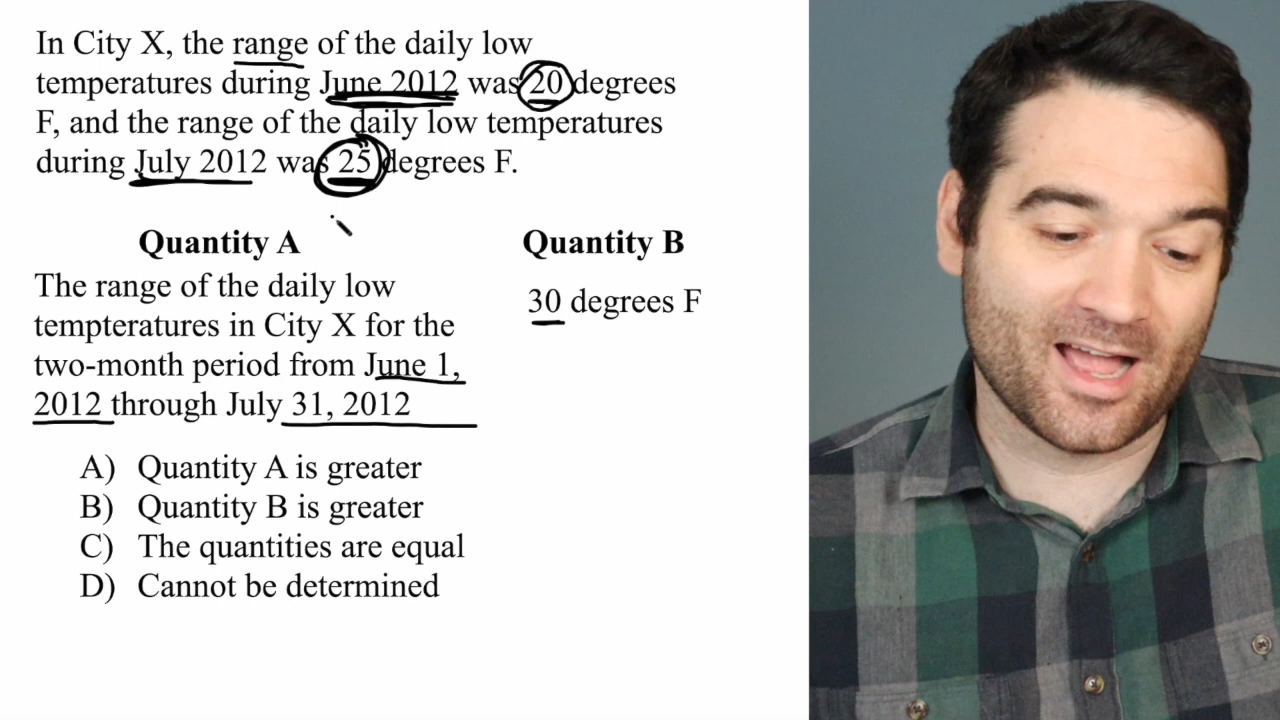 In City X, the range of the daily low
temperatures during June 2012 was 20 degrees
F, and the range of the daily low temperatures
during July 2012 was 25 degrees F.
Quantity A
Quantity B
The range of the daily low
tempteratures in City X for the
two-month period from June 1,
2012 through July 31, 2012
30 degrees F
A) Quantity A is greater
B) Quantity B is greater
C) The quantities are equal
D) Cannot be determined